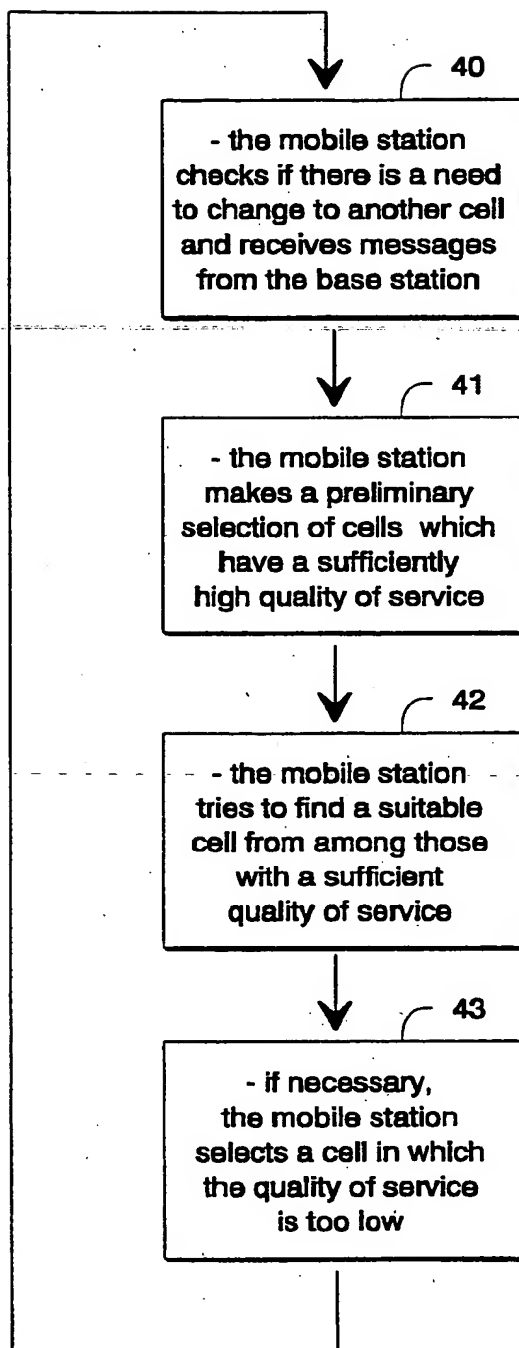 40
- the mobile station
checks if there is a need
to change to another cell
and receives messages
from the base station
41
- the mobile station
makes a preliminary
selection of cells which
have a sufficiently
high quality of service
42
- the mobile station
tries to find a suitable
cell from among those
with a sufficient
quality of service
43
- if necessary,
the mobile station
selects a cell in which
the quality of service
is too low